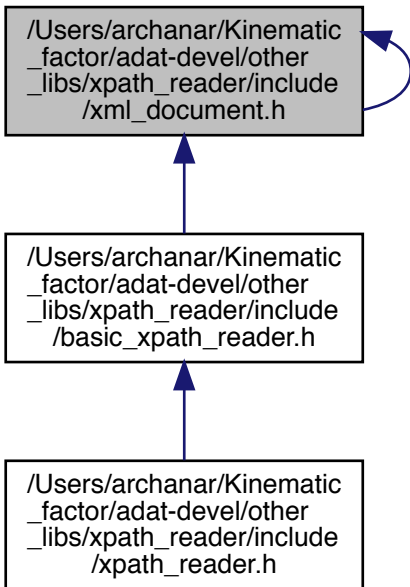 /Users/archanar/Kinematic
_factor/adat-devel/other
_libs/xpath_reader/include
/xml_document.h
/Users/archanar/Kinematic
_factor/adat-devel/other
_libs/xpath_reader/include
/basic_xpath_reader.h
/Users/archanar/Kinematic
_factor/adat-devel/other
_libs/xpath_reader/include
/xpath_reader.h